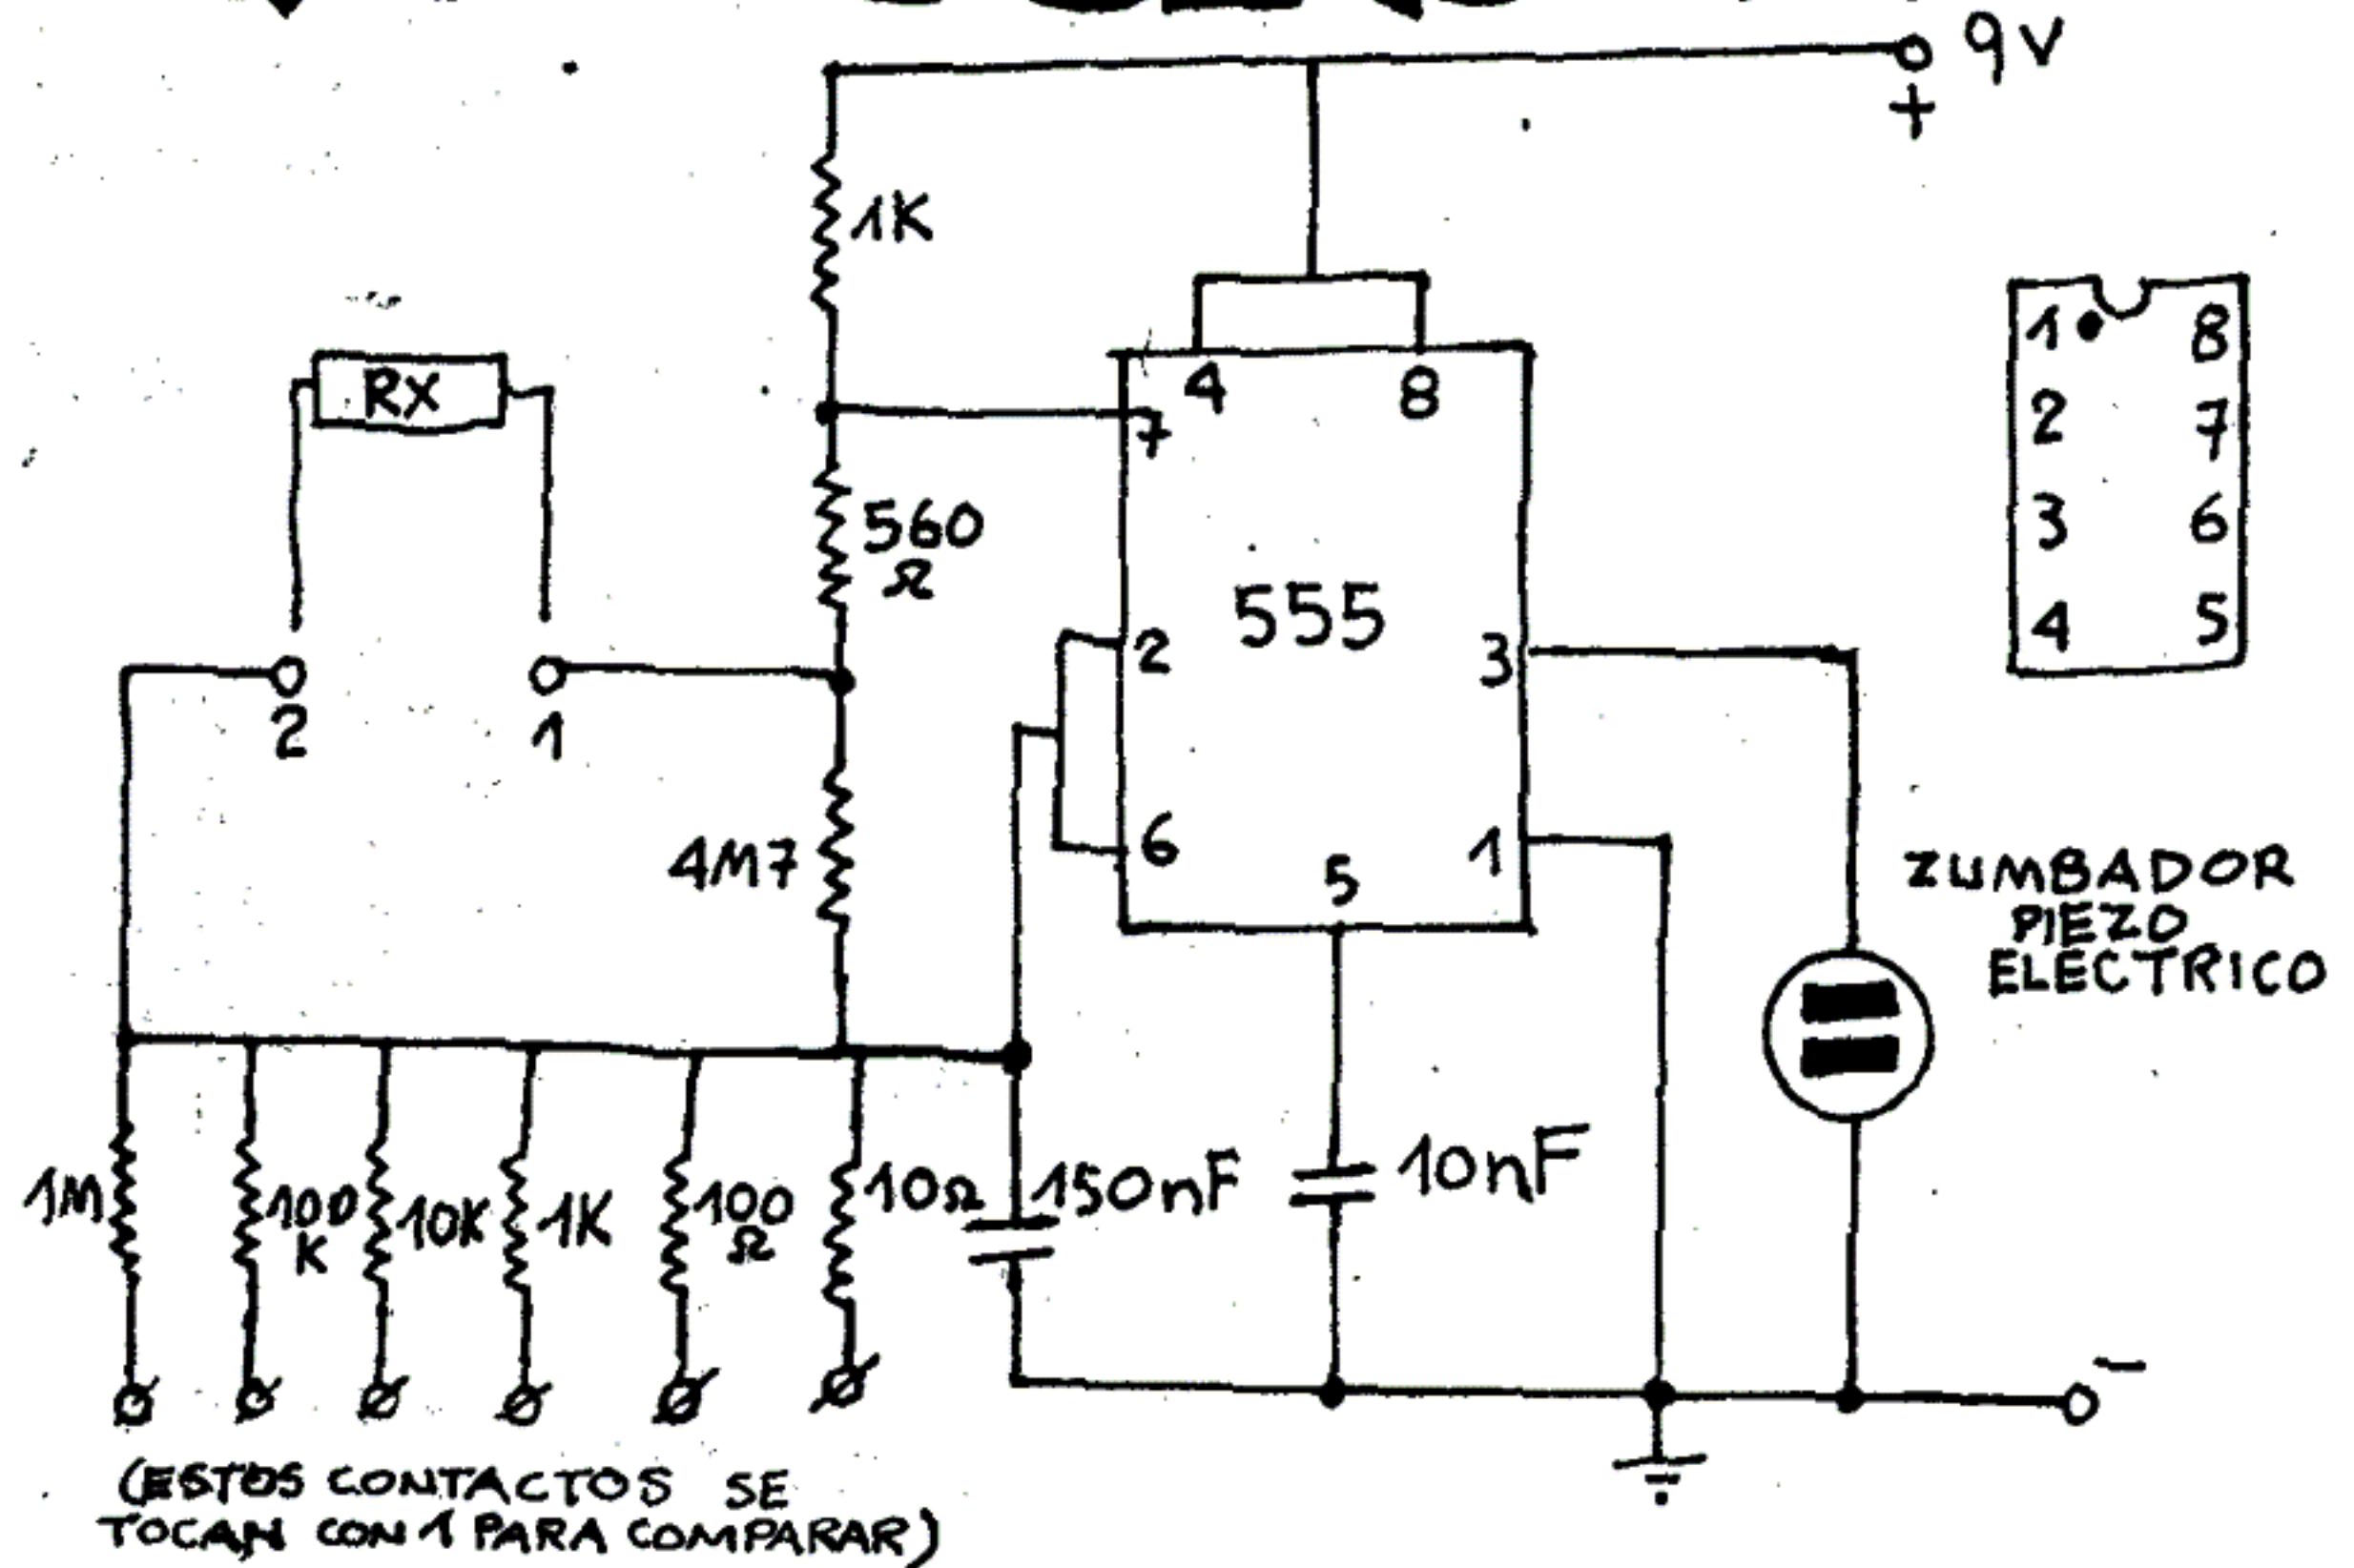 9V
+
1K
RX
4
8
7
1
8
2
7
3
6
4
5
560
Ω
555
2
3
2
1
4M7
6
5
1
ZUMBADOR
PIEZO
ELECTRICO
1M
100
K
10K
1K
100
Ω
10Ω
150nF
10nF
-
(ESTOS CONTACTOS SE
TOCAN CON 1 PARA COMPARAR)